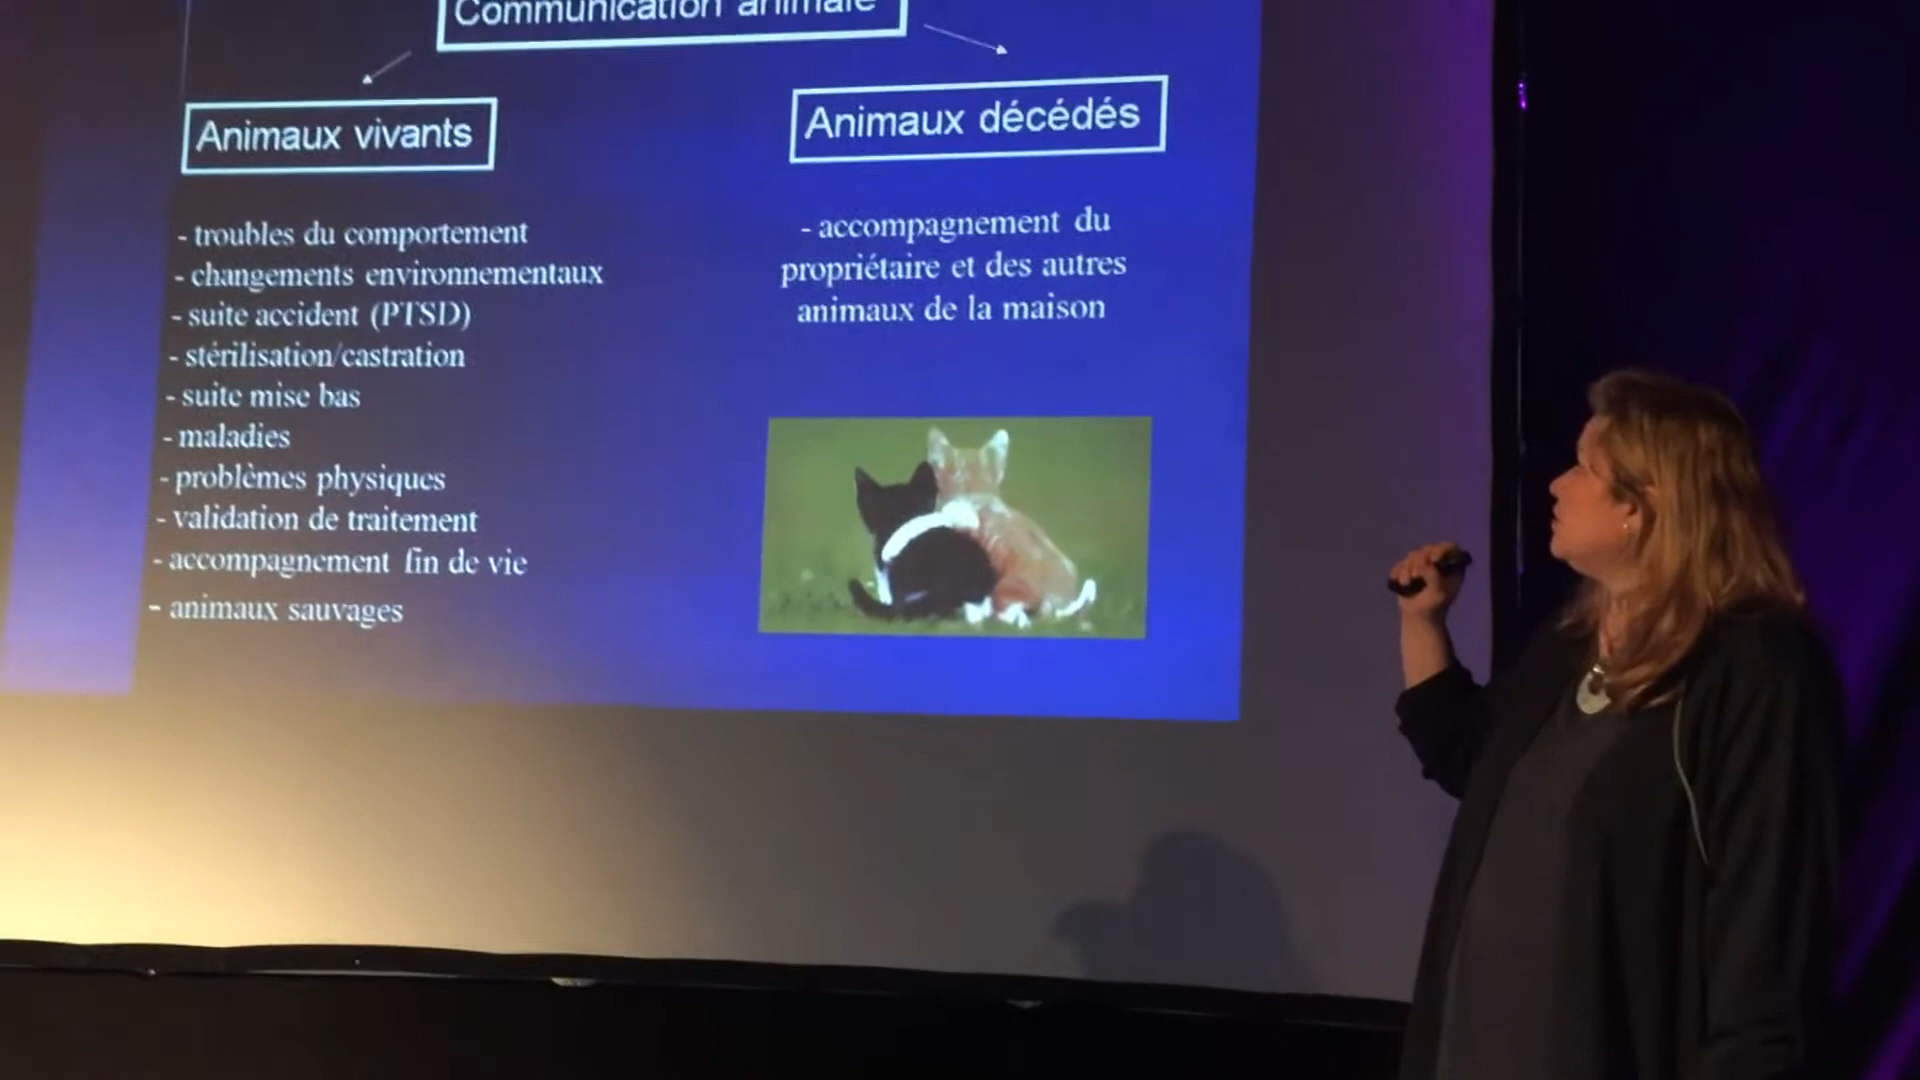 Communication animale
Animaux vivants
- troubles du comportement
- changements environnementaux
- suite accident (PTSD)
- stérilisation/castration
- suite mise bas
- maladies
- problèmes physiques
- validation de traitement
- accompagnement fin de vie
- animaux sauvages
Animaux décédés
- accompagnement du
propriétaire et des autres
animaux de la maison